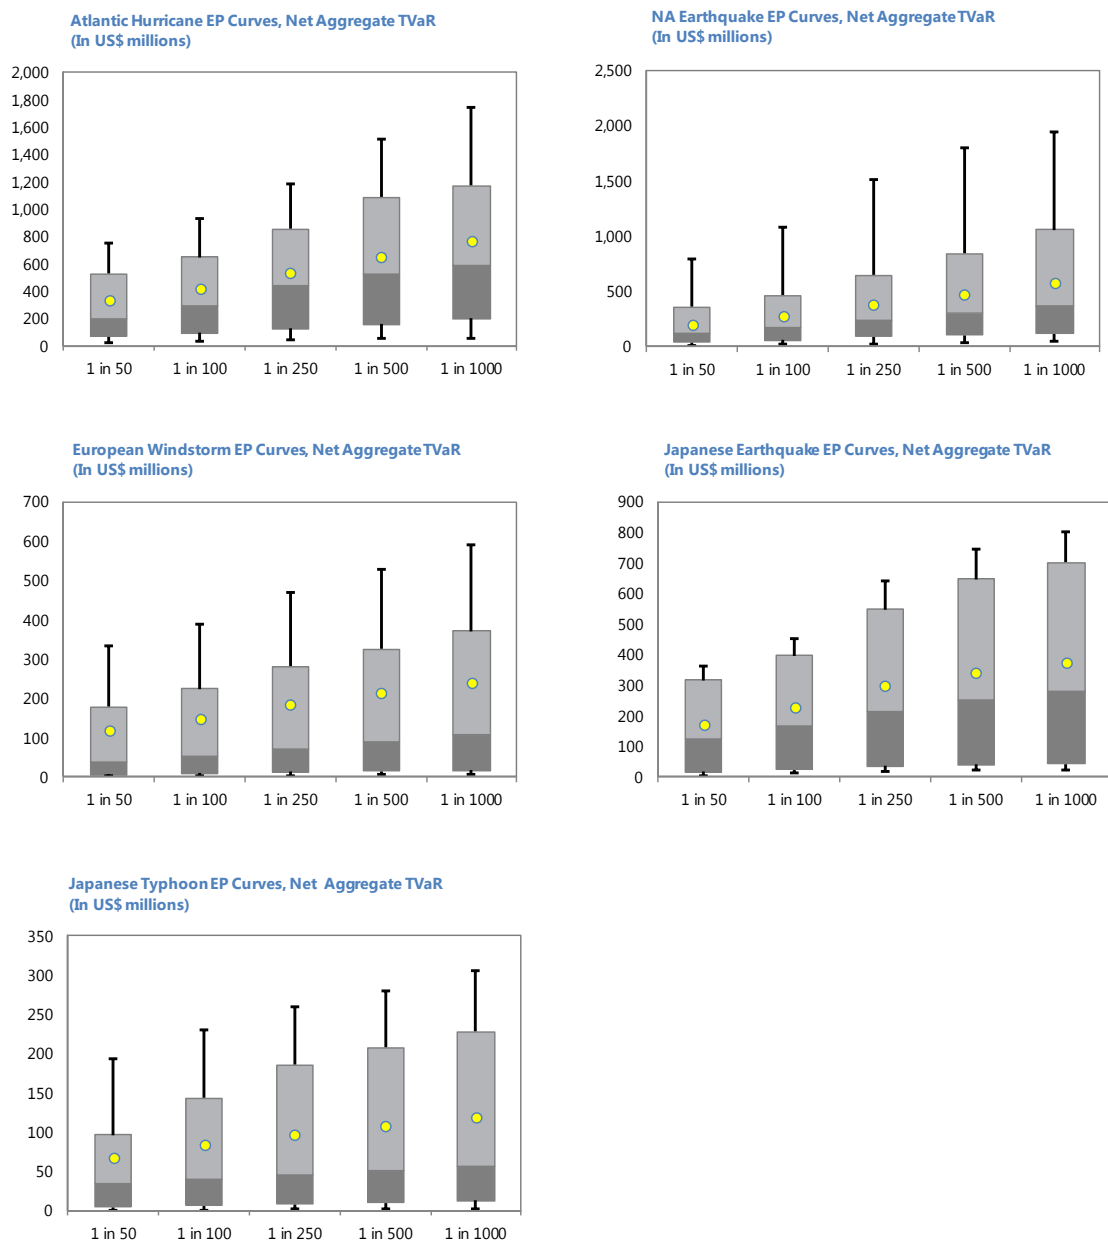 Atlantic Hurricane EP Curves, Net Aggregate TVaR
(In US$ millions)
2,000
1,800
1,600
1,400
1,200
1,000
800
600
400
200
0
1 in 50 1 in 100 1 in 250 1 in 500 1 in 1000
NA Earthquake EP Curves, Net Aggregate TVaR
(In US$ millions)
2,500
2,000
1,500
1,000
500
0
1 in 50 1 in 100 1 in 250 1 in 500 1 in 1000
European Windstorm EP Curves, Net Aggregate TVaR
(In US$ millions)
700
600
500
400
300
200
100
0
1 in 50 1 in 100 1 in 250 1 in 500 1 in 1000
Japanese Earthquake EP Curves, Net Aggregate TVaR
(In US$ millions)
900
800
700
600
500
400
300
200
100
0
1 in 50 1 in 100 1 in 250 1 in 500 1 in 1000
Japanese Typhoon EP Curves, Net Aggregate TVaR
(In US$ millions)
350
300
250
200
150
100
50
0
1 in 50 1 in 100 1 in 250 1 in 500 1 in 1000